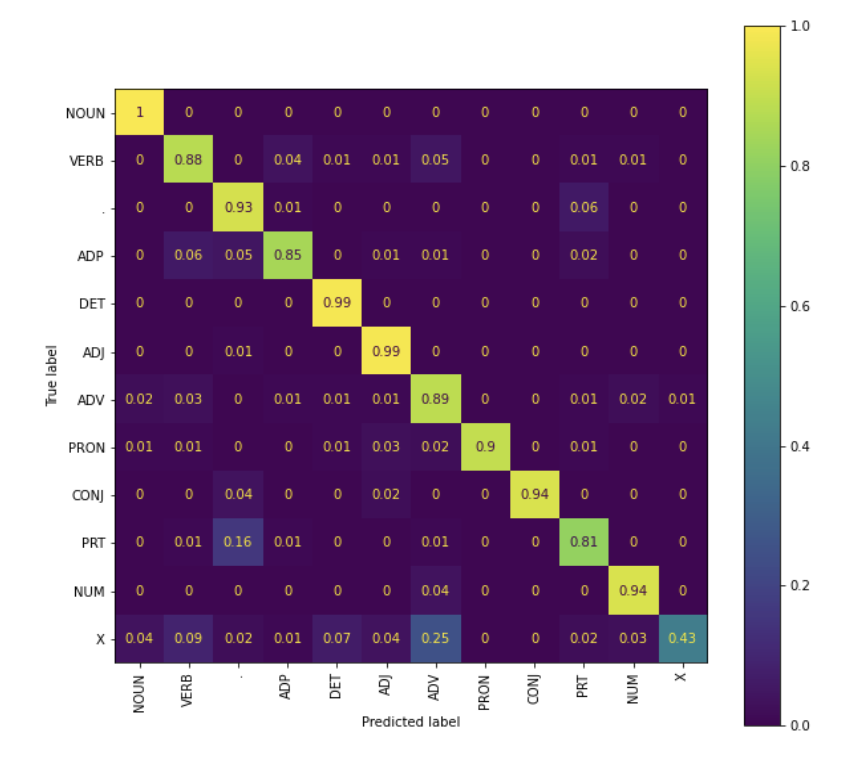 1.0
NOUN 1 0 0 0 0 0 0 0 0 0 0 0
VERB 0 0.88 0 0.04 0.01 0.01 0.05 0 0 0.01 0.01 0
0.8
. 0 0 0.93 0.01 0 0 0 0 0 0.06 0 0
ADP 0 0.06 0.05 0.85 0 0.01 0.01 0 0 0.02 0 0
DET 0 0 0 0 0.99 0 0 0 0 0 0 0
0.6
ADJ 0 0 0.01 0 0 0.99 0 0 0 0 0 0
True label
ADV 0.02 0.03 0 0.01 0.01 0.01 0.89 0 0 0.01 0.02 0.01
PRON 0.01 0.01 0 0 0.01 0.03 0.02 0.9 0 0.01 0 0
0.4
CONJ 0 0 0.04 0 0 0.02 0 0 0.94 0 0 0
PRT 0 0.01 0.16 0.01 0 0 0.01 0 0 0.81 0 0
0.2
NUM 0 0 0 0 0 0 0.04 0 0 0 0.94 0
X 0.04 0.09 0.02 0.01 0.07 0.04 0.25 0 0 0.02 0.03 0.43
NOUN VERB . ADP DET ADJ ADV PRON CONJ PRT NUM X
Predicted label
0.0